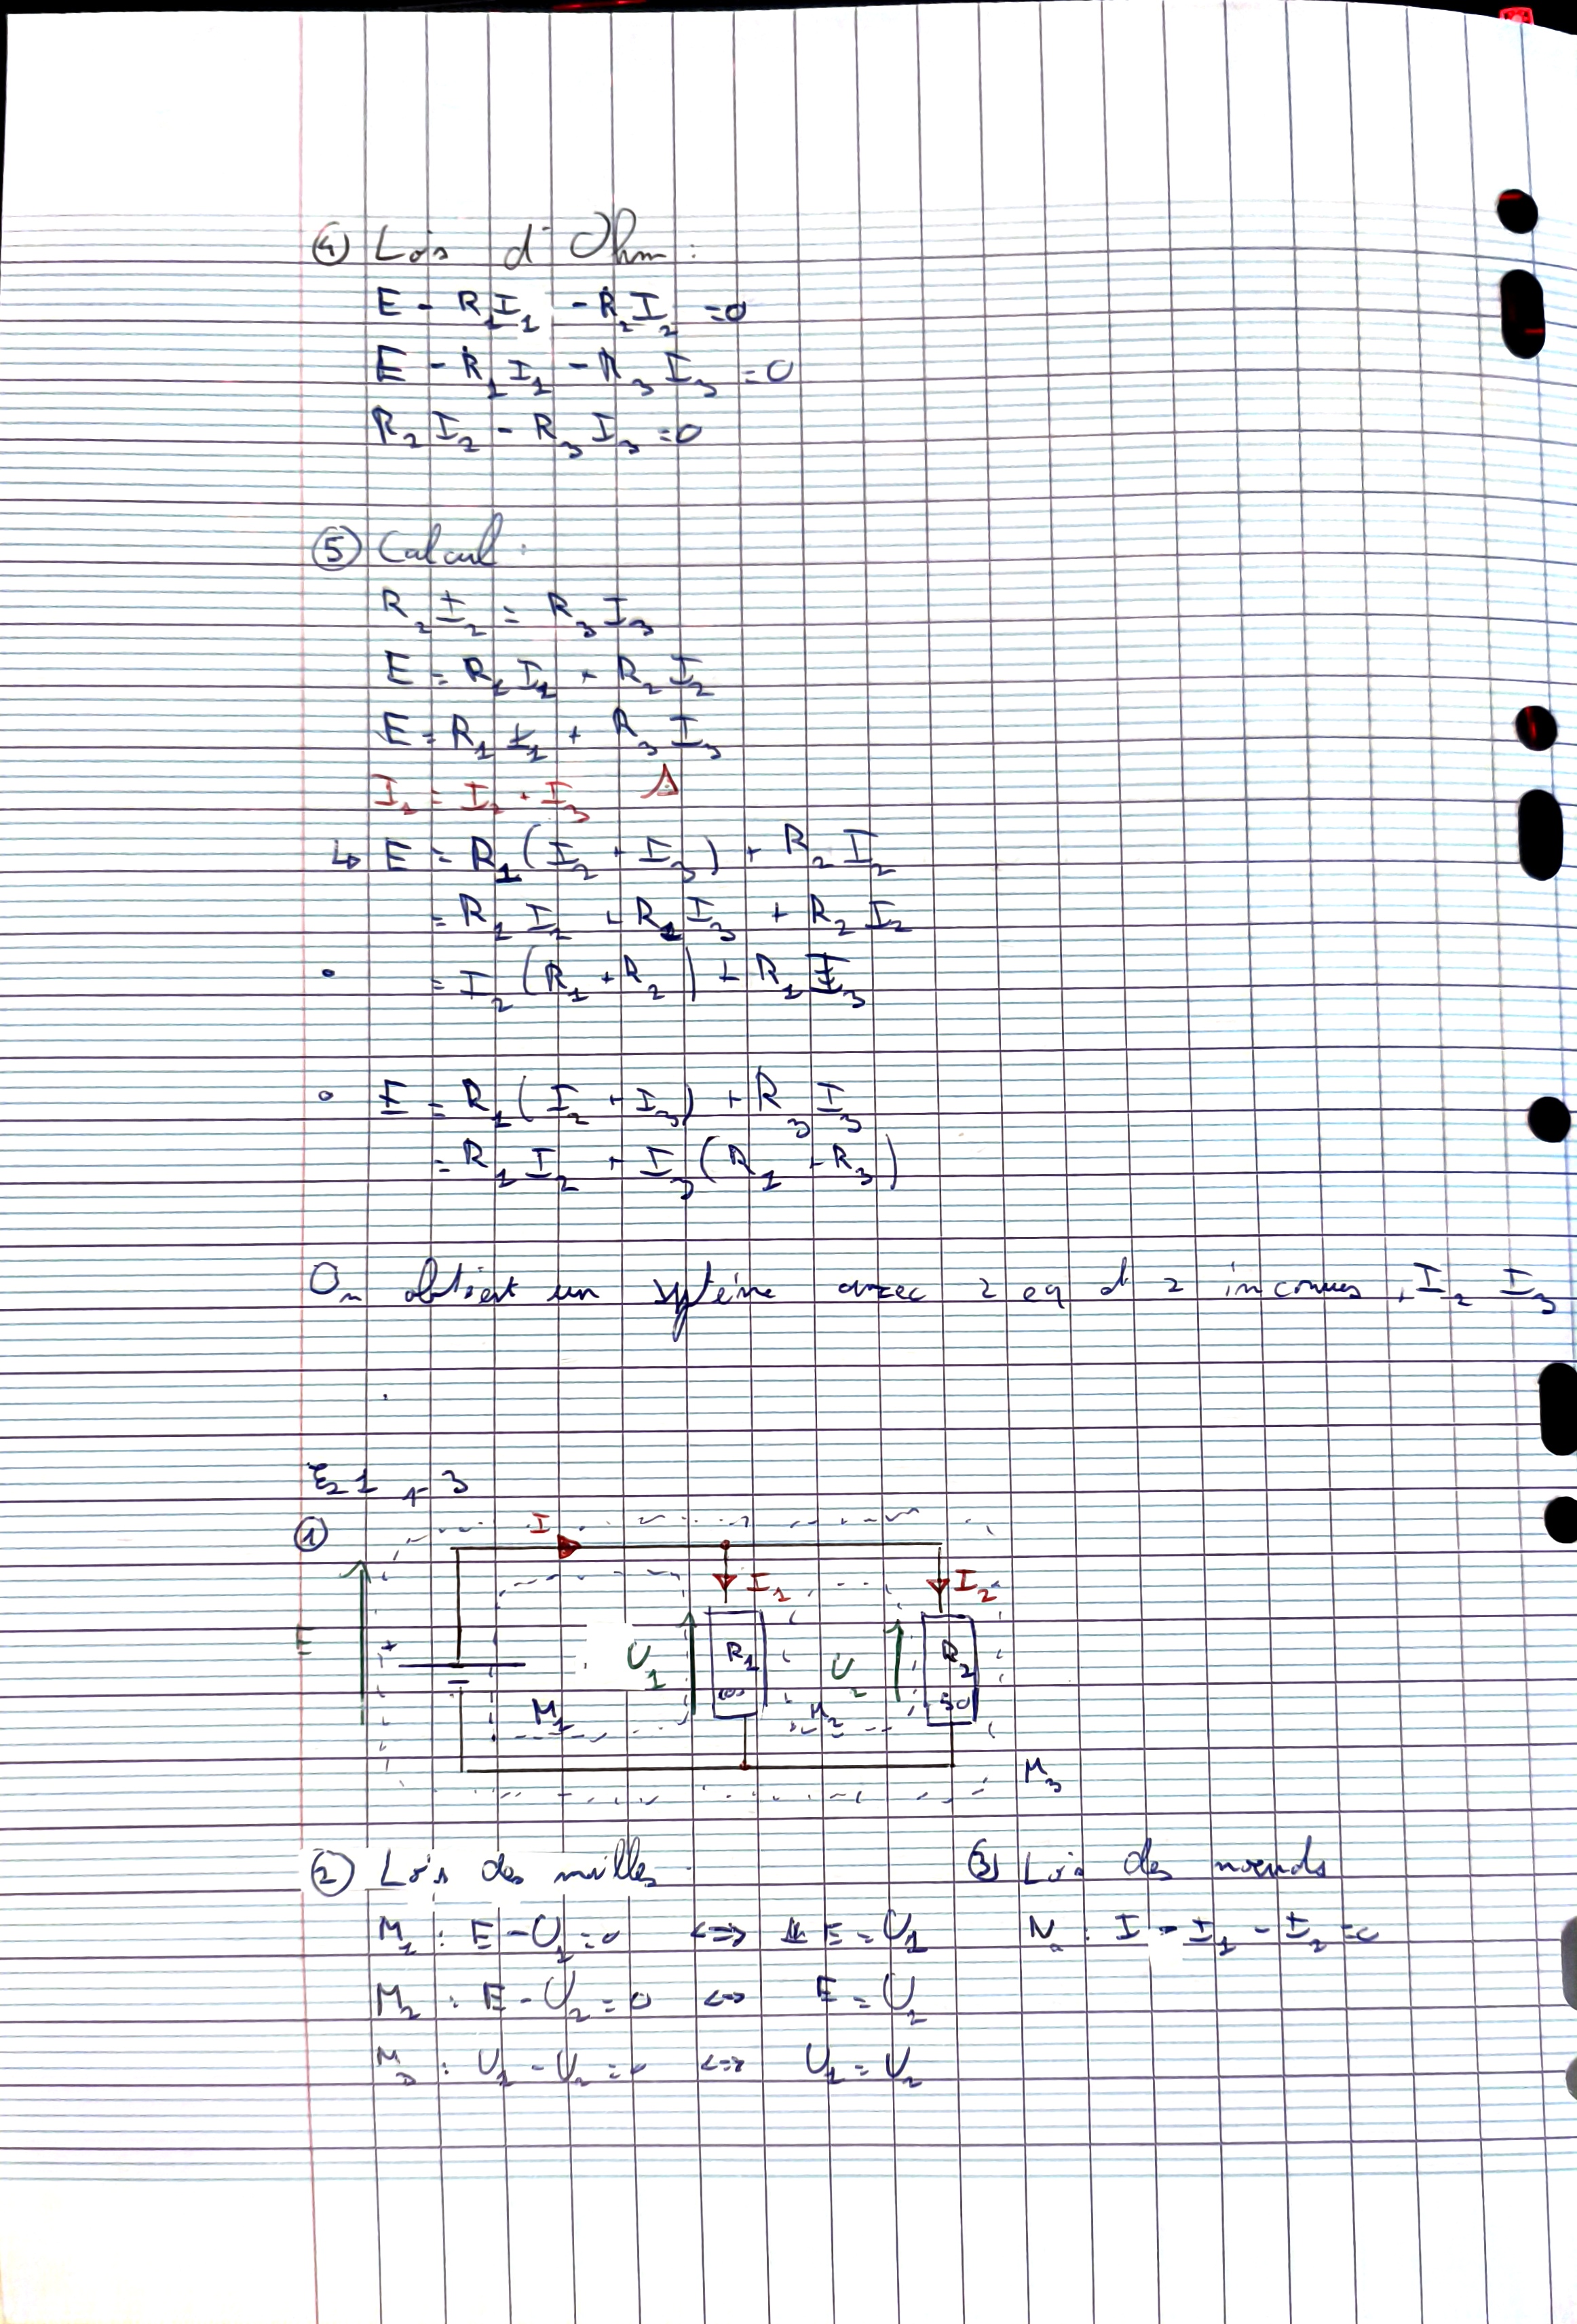 ④ Lois d'Ohm :
E - R₁I₁ - R₂I₂ = 0
E - R₁I₁ - R₃I₃ = 0
R₂I₂ - R₃I₃ = 0
⑤ Calcul :
R₂I₂ = R₃I₃
E = R₁I₁ + R₂I₂
E = R₁I₁ + R₃I₃
I₁ = I₂ + I₃ ⚠
↳ E = R₁(I₂ + I₃) + R₂I₂
= R₁I₂ + R₁I₃ + R₂I₂
• = I₂(R₁ + R₂) + R₁I₃
• E = R₁(I₂ + I₃) + R₃I₃
= R₁I₂ + I₃(R₁ + R₃)
On obtient un sytème avec 2 eq d 2 inconnues, I₂ I₃
Ex 1 + 3
①
I
I₁ I₂
E + U₁ R₁ U₂ R₂
50
M₁ M₂
M₃
② Lois des mailles ③ Lois des noeuds
M₁ : E - U₁ = 0 <=> E = U₁ Nₐ : I - I₁ - I₂ = 0
M₂ : E - U₂ = 0 <=> E = U₂
M₃ : U₁ - U₂ = 0 <=> U₁ = U₂